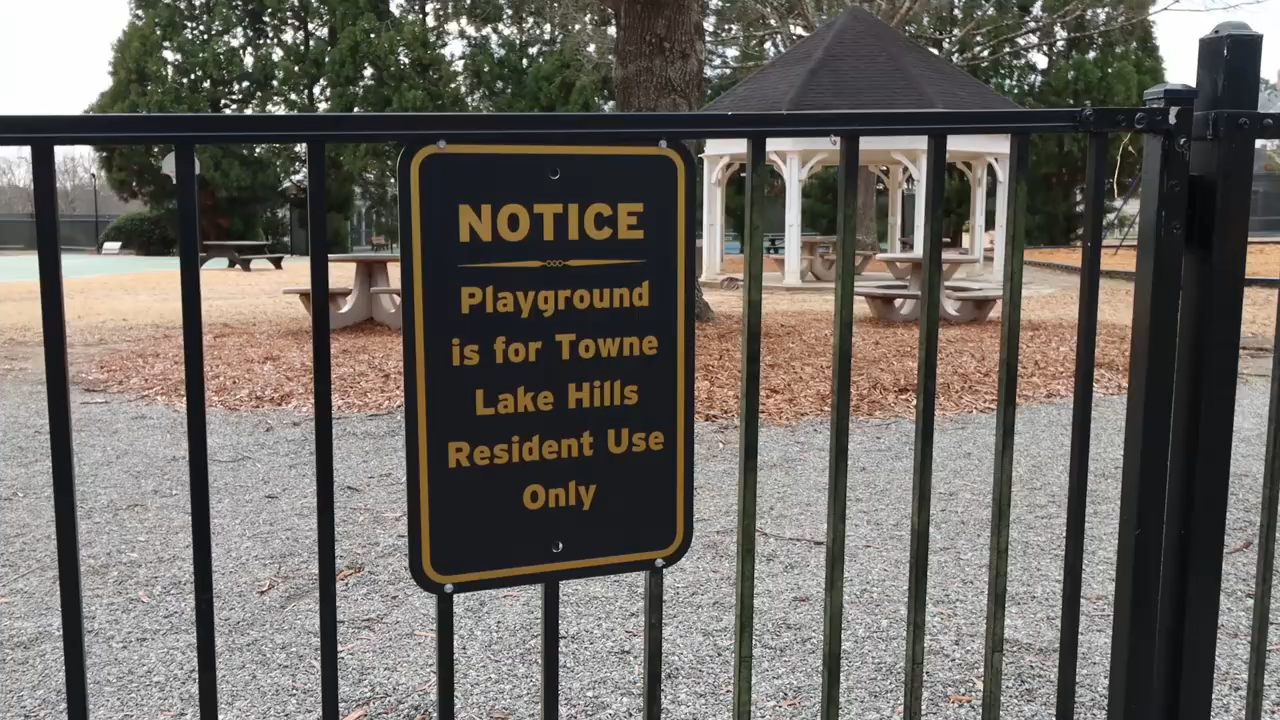 NOTICE
Playground
is for Towne
Lake Hills
Resident Use
Only